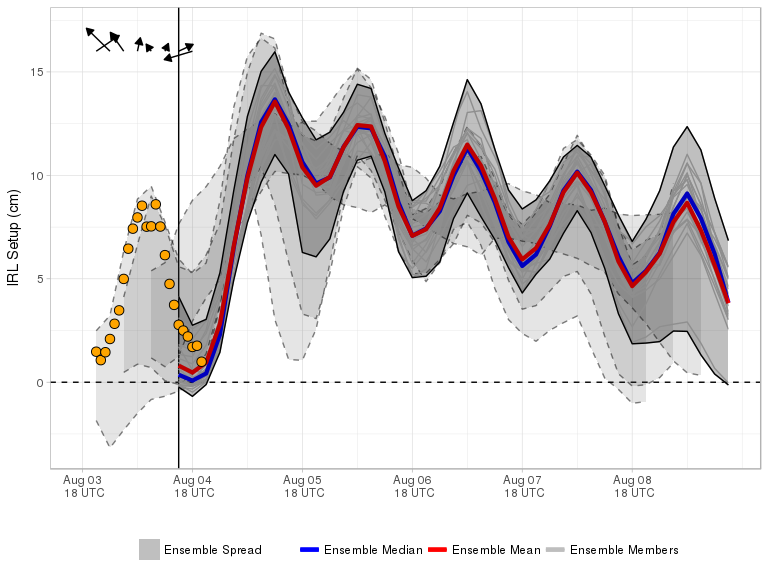 IRL Setup (cm)
15
10
5
0
Aug 03 Aug 04 Aug 05 Aug 06 Aug 07 Aug 08
18 UTC 18 UTC 18 UTC 18 UTC 18 UTC 18 UTC
Ensemble Spread Ensemble Median Ensemble Mean Ensemble Members